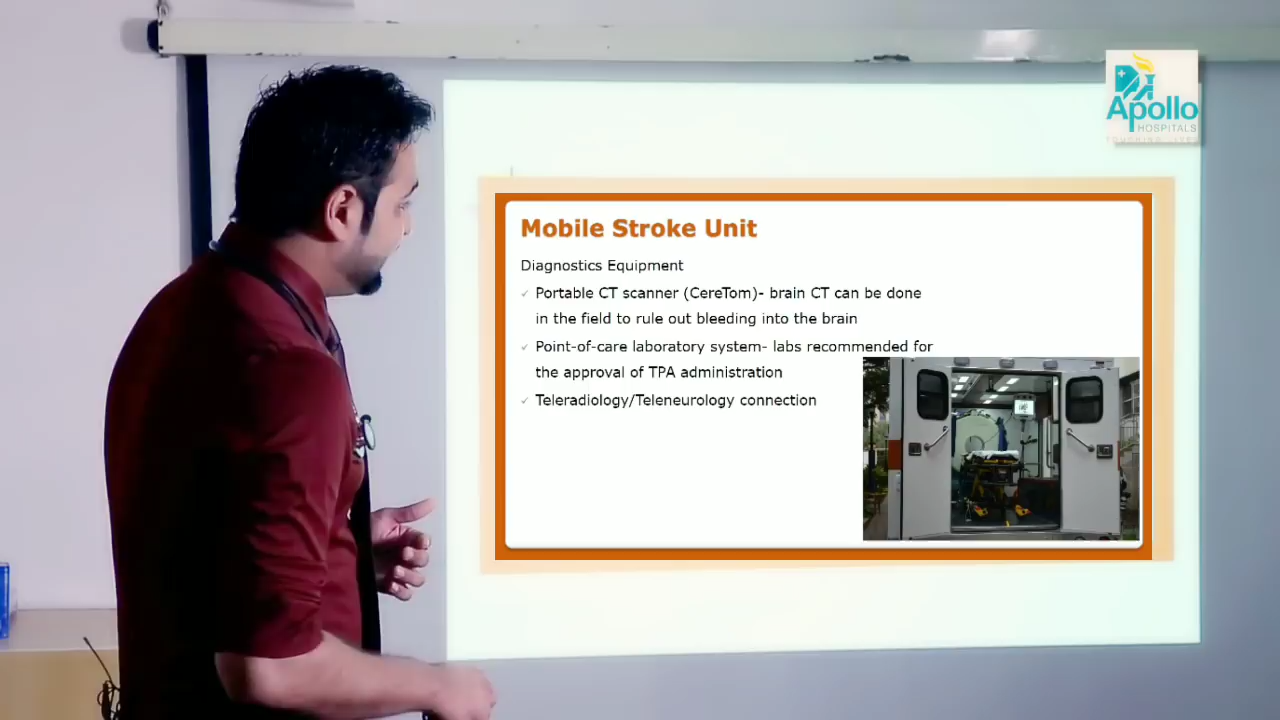 Apollo
HOSPITALS
TOUCHING LIVES
Mobile Stroke Unit
Diagnostics Equipment
✓ Portable CT scanner (CereTom)- brain CT can be done
in the field to rule out bleeding into the brain
✓ Point-of-care laboratory system- labs recommended for
the approval of TPA administration
✓ Teleradiology/Teleneurology connection